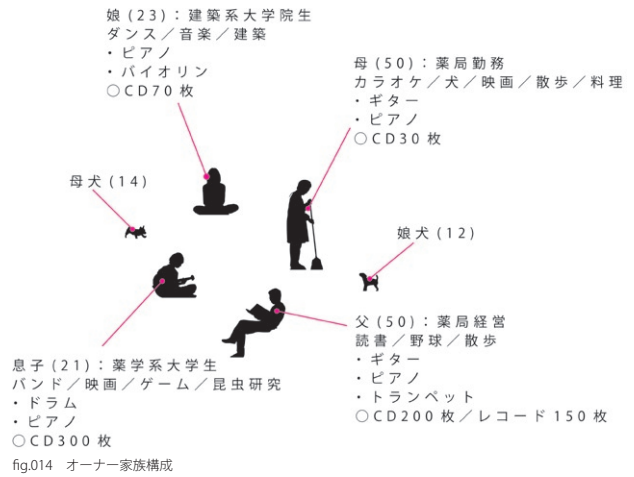 娘(23)：建築系大学院生
ダンス／音楽／建築
・ピアノ
・バイオリン
○CD70枚
母(50)：薬局勤務
カラオケ／犬／映画／散歩／料理
・ギター
・ピアノ
○CD30枚
母犬(14)
娘犬(12)
父(50)：薬局経営
読書／野球／散歩
・ギター
・ピアノ
・トランペット
○CD200枚／レコード150枚
息子(21)：薬学系大学生
バンド／映画／ゲーム／昆虫研究
・ドラム
・ピアノ
○CD300枚
fig.014　オーナー家族構成